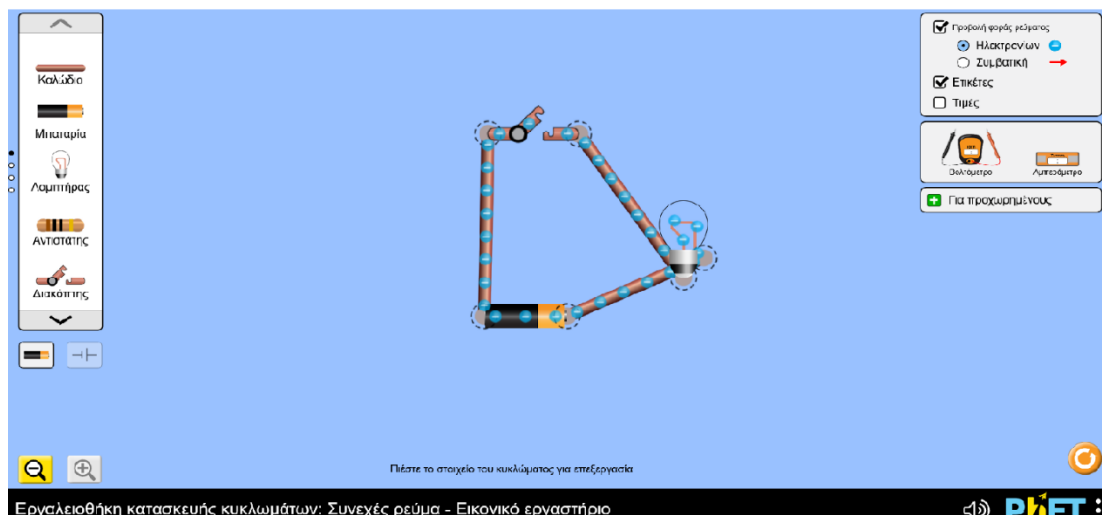 Καλώδιο
Μπαταρία
Λαμπτήρας
Αντιστάτης
Διακόπτης
Προβολή φοράς ρεύματος
Ηλεκτρονίων
Συμβατική
Ετικέτες
Τιμές
Βολτόμετρο
Αμπερόμετρο
Για προχωρημένους
Πιέστε το στοιχείο του κυκλώματος για επεξεργασία
Εργαλειοθήκη κατασκευής κυκλωμάτων: Συνεχές ρεύμα - Εικονικό εργαστήριο
PhET